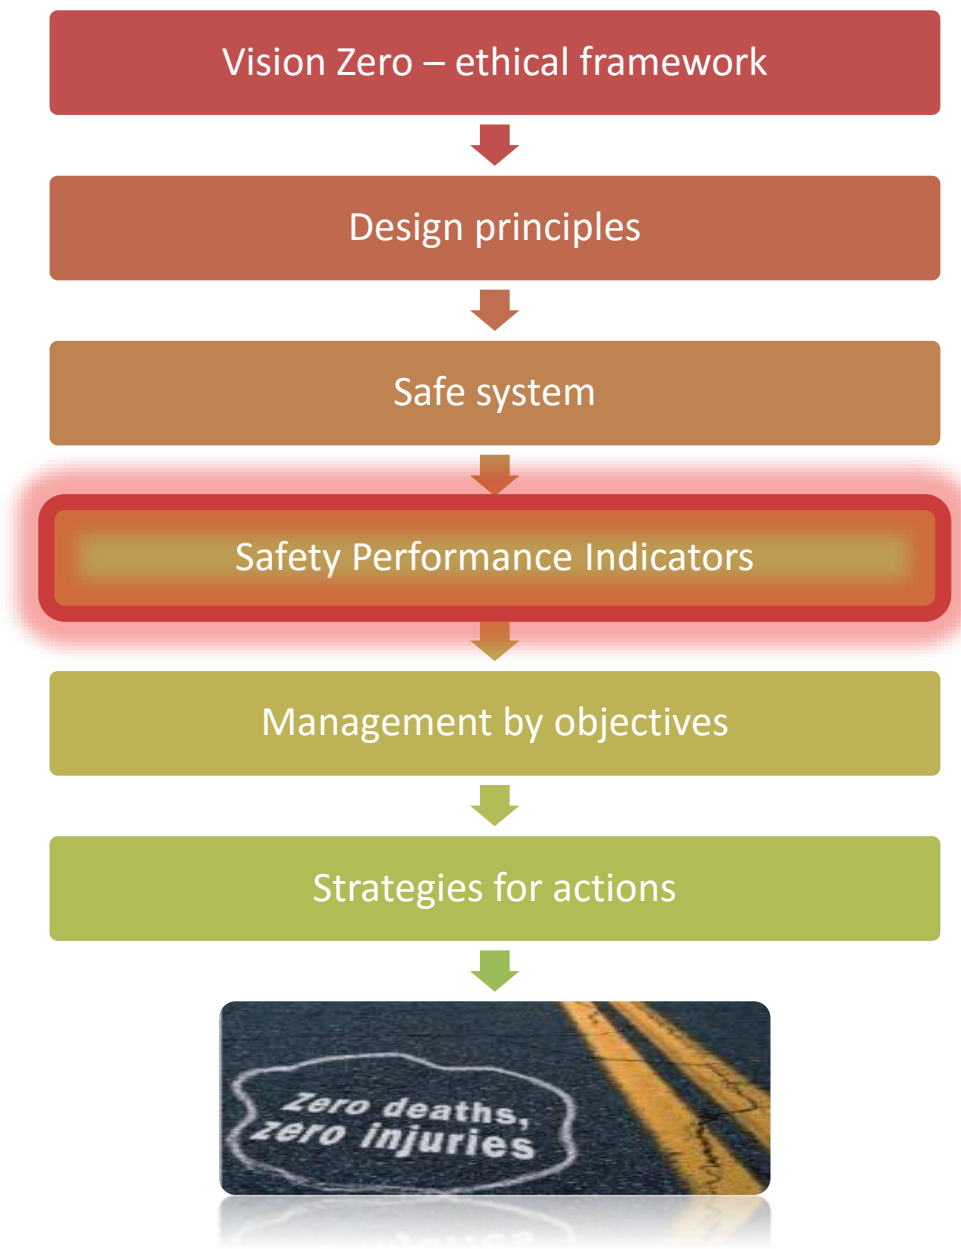 Vision Zero – ethical framework
Design principles
Safe system
Safety Performance Indicators
Management by objectives
Strategies for actions
Zero deaths,
zero injuries